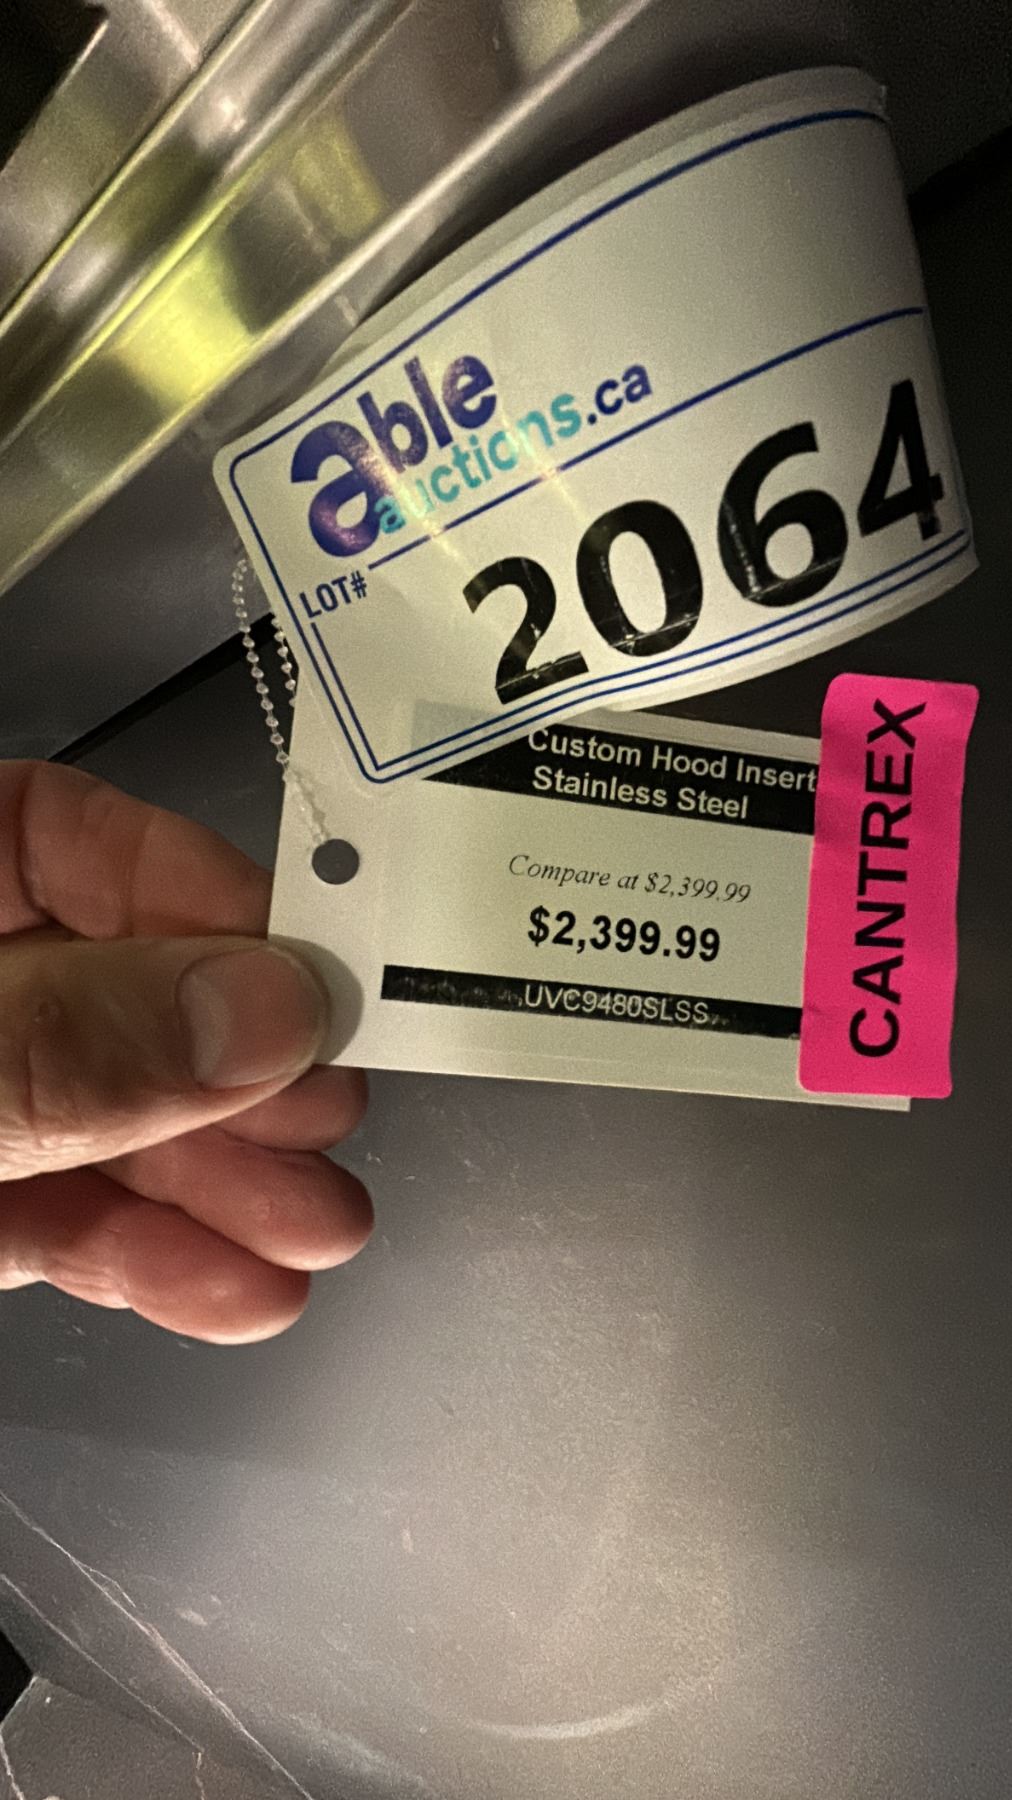 able
auctions.ca
LOT# 2064
Custom Hood Insert
Stainless Steel
Compare at $2,399.99
$2,399.99
UVC9480SLSS
CANTREX